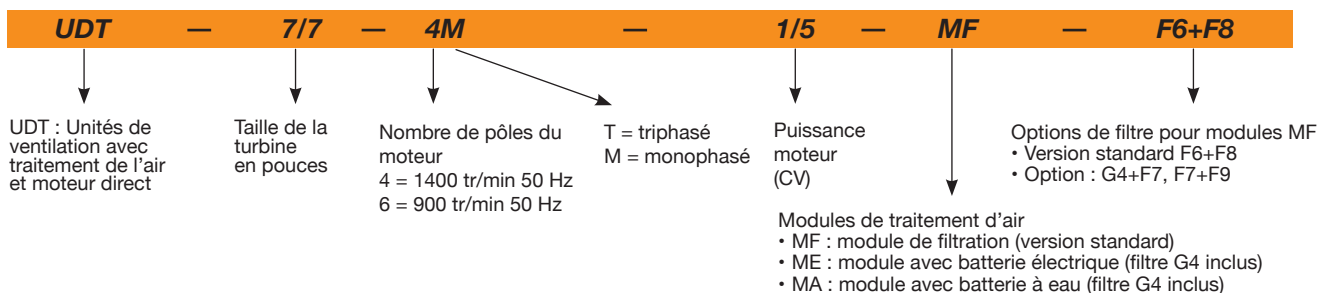 UDT — 7/7 — 4M — 1/5 — MF — F6+F8
UDT : Unités de
ventilation avec
traitement de l'air
et moteur direct
Taille de la
turbine
en pouces
Nombre de pôles du
moteur
4 = 1400 tr/min 50 Hz
6 = 900 tr/min 50 Hz
T = triphasé
M = monophasé
Puissance
moteur
(CV)
Modules de traitement d'air
• MF : module de filtration (version standard)
• ME : module avec batterie électrique (filtre G4 inclus)
• MA : module avec batterie à eau (filtre G4 inclus)
Options de filtre pour modules MF
• Version standard F6+F8
• Option : G4+F7, F7+F9